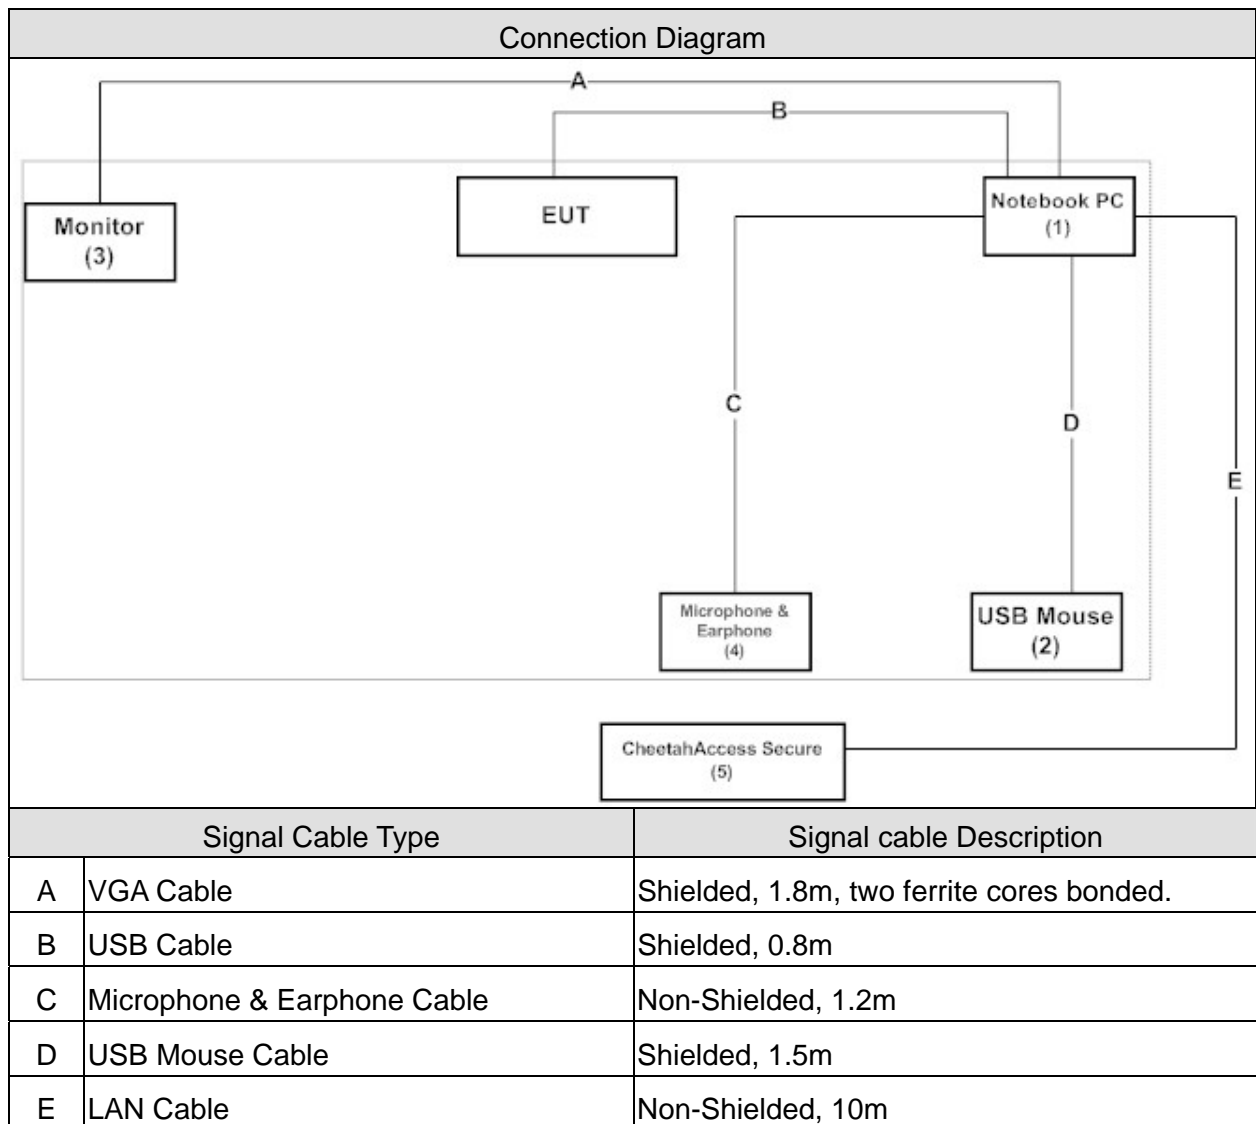 Connection Diagram
A
B
Monitor
(3)
EUT
Notebook PC
(1)
C
D
E
Microphone &
Earphone
(4)
USB Mouse
(2)
CheetahAccess Secure
(5)
Signal Cable Type Signal cable Description
A VGA Cable Shielded, 1.8m, two ferrite cores bonded.
B USB Cable Shielded, 0.8m
C Microphone & Earphone Cable Non-Shielded, 1.2m
D USB Mouse Cable Shielded, 1.5m
E LAN Cable Non-Shielded, 10m